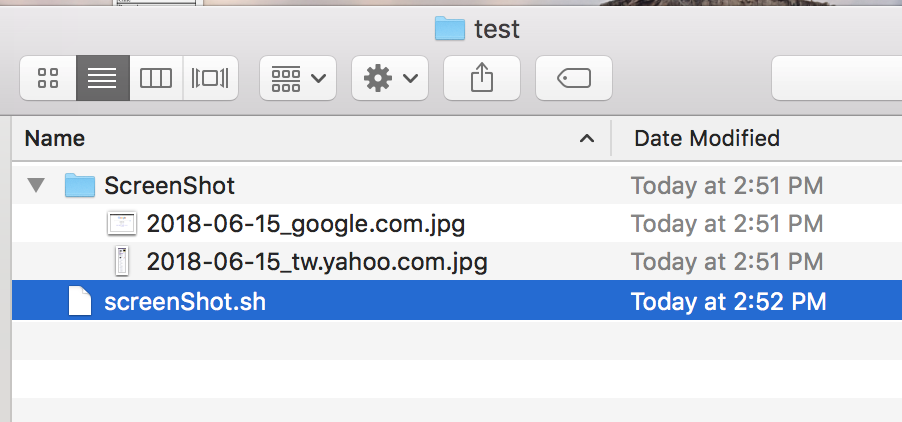 test
Name Date Modified
ScreenShot Today at 2:51 PM
2018-06-15_google.com.jpg Today at 2:51 PM
2018-06-15_tw.yahoo.com.jpg Today at 2:51 PM
screenShot.sh Today at 2:52 PM